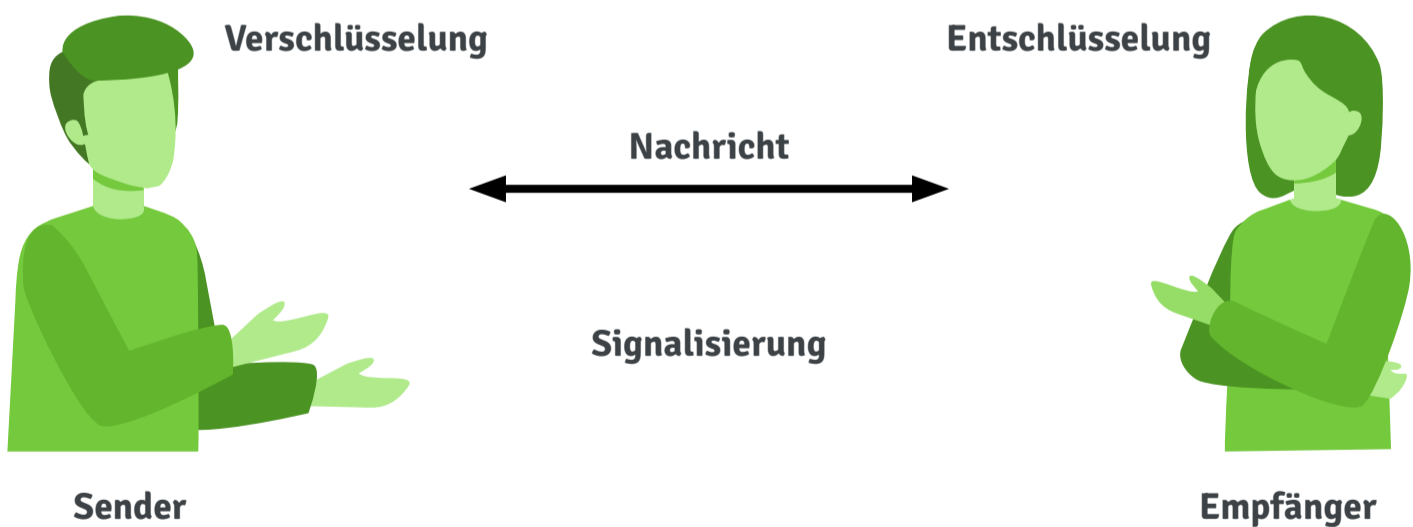 Verschlüsselung
Entschlüsselung
Nachricht
Signalisierung
Sender
Empfänger